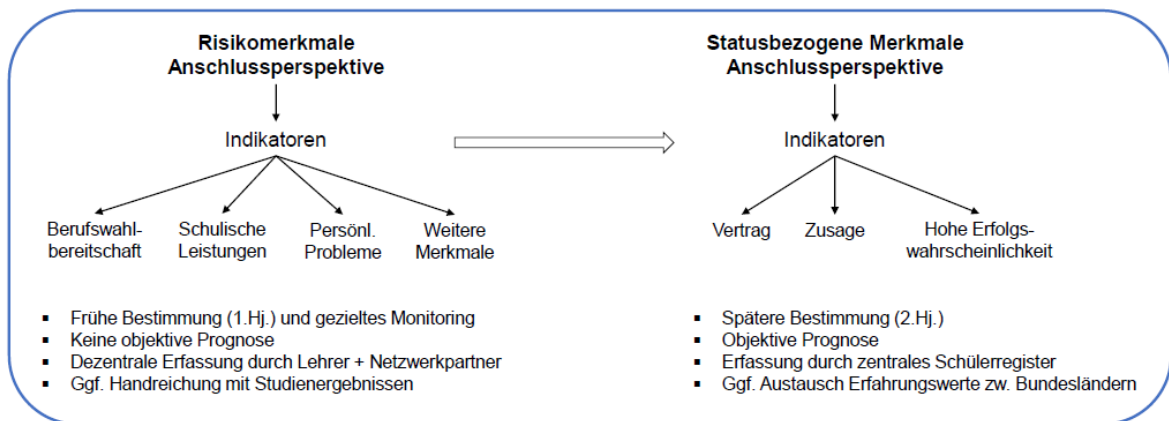 Risikomerkmale
Anschlussperspektive
Indikatoren
Berufswahl-
bereitschaft
Schulische
Leistungen
Persönl.
Probleme
Weitere
Merkmale
▪ Frühe Bestimmung (1.Hj.) und gezieltes Monitoring
▪ Keine objektive Prognose
▪ Dezentrale Erfassung durch Lehrer + Netzwerkpartner
▪ Ggf. Handreichung mit Studienergebnissen
Statusbezogene Merkmale
Anschlussperspektive
Indikatoren
Vertrag
Zusage
Hohe Erfolgs-
wahrscheinlichkeit
▪ Spätere Bestimmung (2.Hj.)
▪ Objektive Prognose
▪ Erfassung durch zentrales Schülerregister
▪ Ggf. Austausch Erfahrungswerte zw. Bundesländern